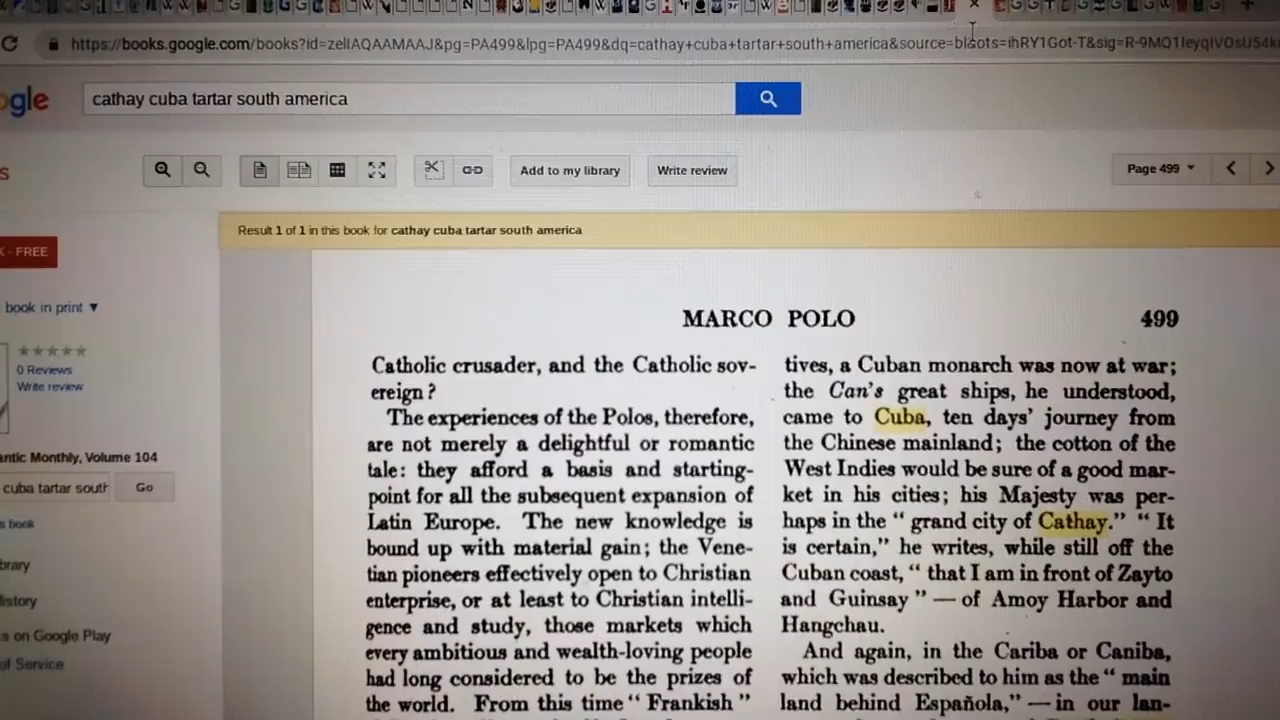 https://books.google.com/books?id=zelIAQAAMAAJ&pg=PA499&lpg=PA499&dq=cathay+cuba+tartar+south+america&source=bl&ots=ihRY1Got-T&sig=
ogle
cathay cuba tartar south america
s
Add to my library
Write review
Page 499
Result 1 of 1 in this book for cathay cuba tartar south america
K - FREE
book in print ▼
0 Reviews
Write review
antic Monthly, Volume 104
cuba tartar south
Go
s book
brary
istory
s on Google Play
of Service
MARCO POLO
499
Catholic crusader, and the Catholic sov-
ereign?
The experiences of the Polos, therefore,
are not merely a delightful or romantic
tale: they afford a basis and starting-
point for all the subsequent expansion of
Latin Europe. The new knowledge is
bound up with material gain; the Vene-
tian pioneers effectively open to Christian
enterprise, or at least to Christian intelli-
gence and study, those markets which
every ambitious and wealth-loving people
had long considered to be the prizes of
the world. From this time "Frankish"
tives, a Cuban monarch was now at war;
the Can's great ships, he understood,
came to Cuba, ten days' journey from
the Chinese mainland; the cotton of the
West Indies would be sure of a good mar-
ket in his cities; his Majesty was per-
haps in the "grand city of Cathay." "It
is certain," he writes, while still off the
Cuban coast, "that I am in front of Zayto
and Guinsay" — of Amoy Harbor and
Hangchau.
And again, in the Cariba or Caniba,
which was described to him as the "main
land behind Española," — in our lan-